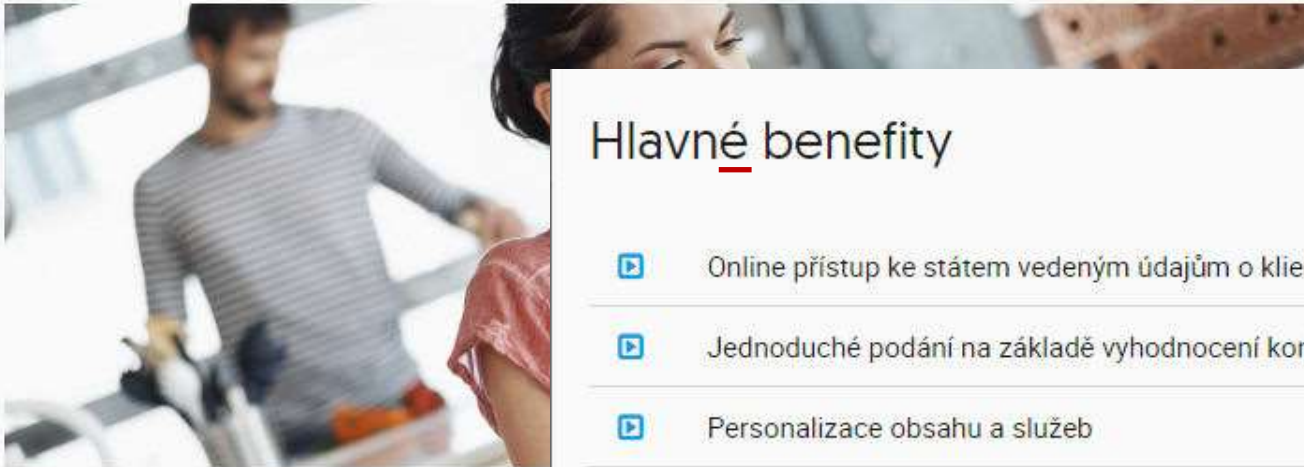 Hlavné benefity
Online přístup ke státem vedeným údajům o
Jednoduché podání na základě vyhodnocení
Personalizace obsahu a služeb